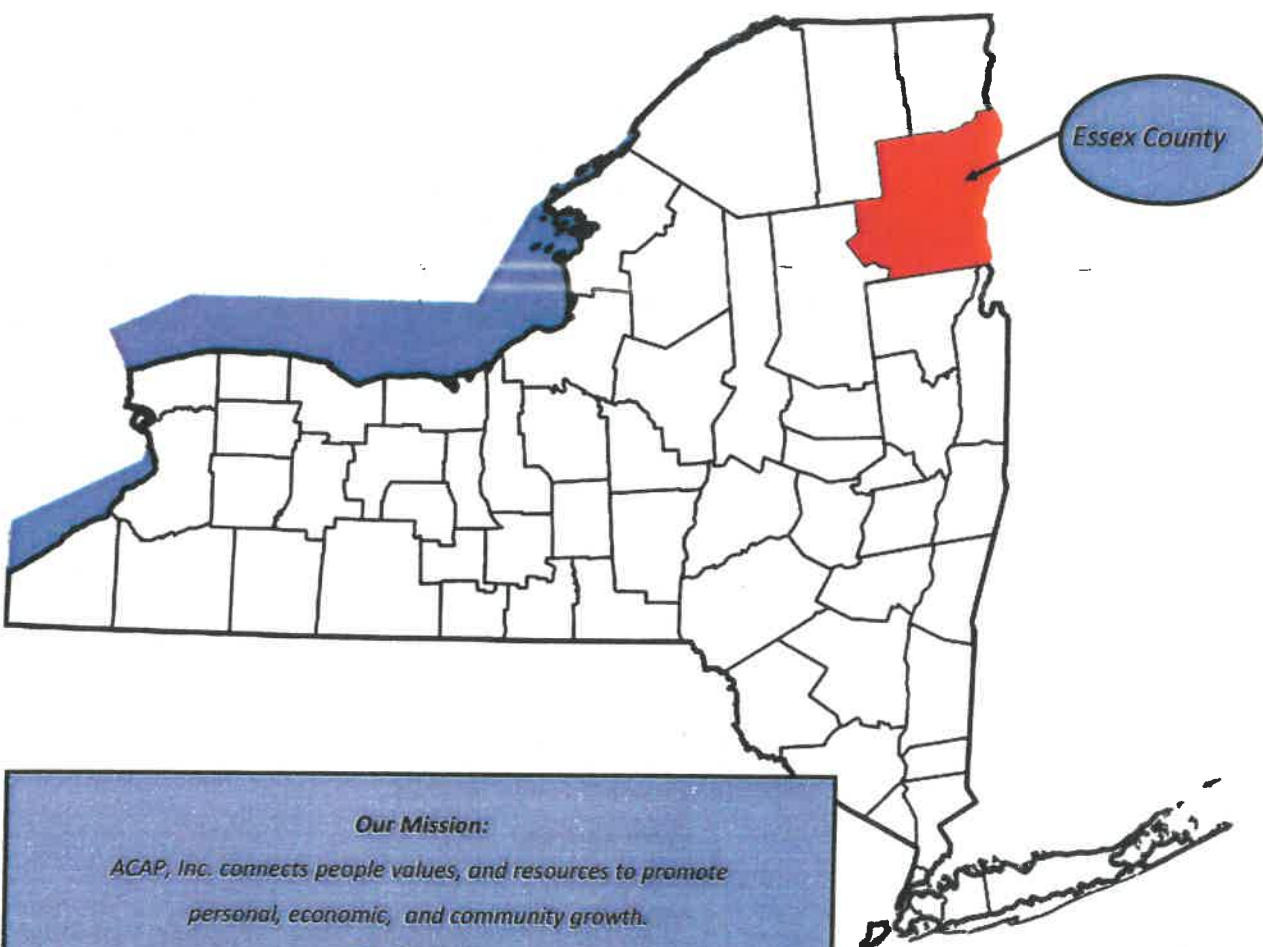 Essex County
Our Mission:
ACAP, Inc. connects people values, and resources to promote
personal, economic, and community growth.